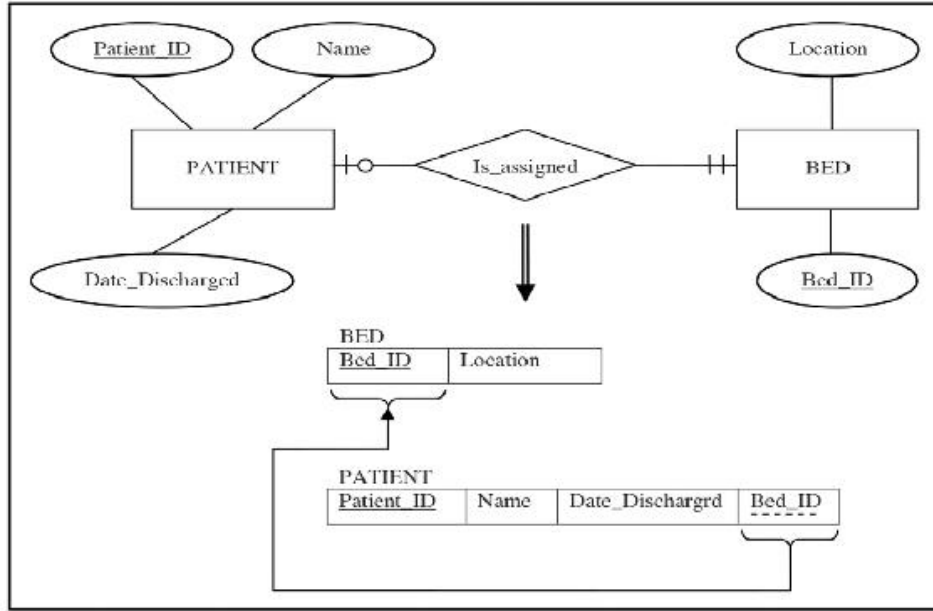 Patient_ID
Name
Location
PATIENT
Is_assigned
BED
Date_Discharged
Bed_ID
BED
Bed_ID Location
PATIENT
Patient_ID Name Date_Dischargrd Bed_ID